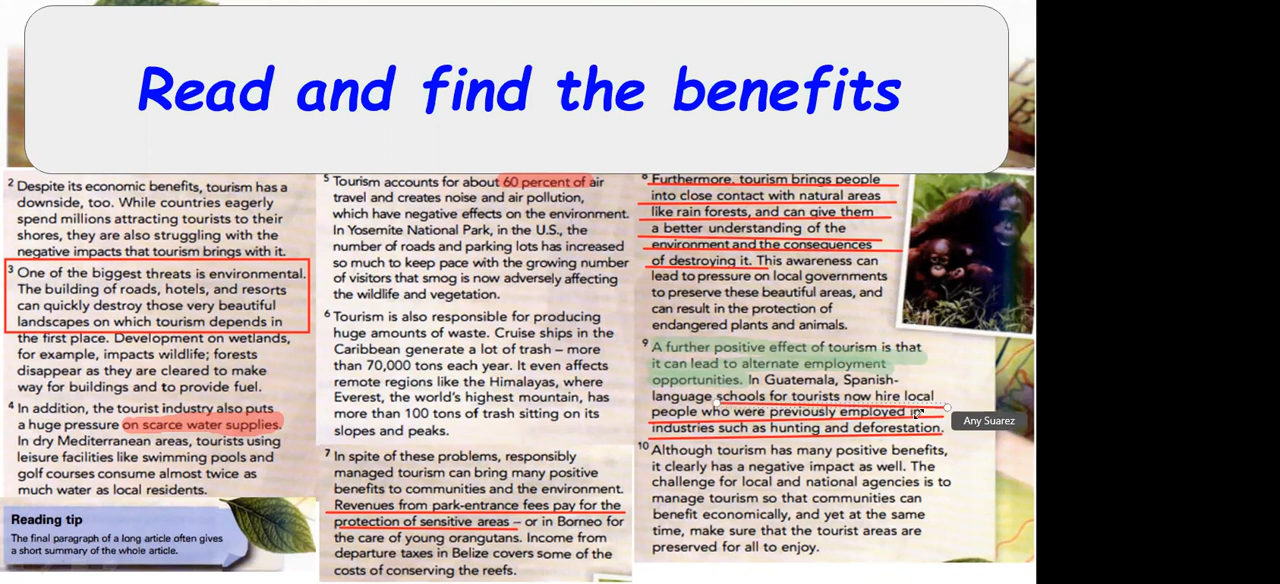 Read and find the benefits
2 Despite its economic benefits, tourism has a
downside, too. While countries eagerly
spend millions attracting tourists to their
shores, they are also struggling with the
negative impacts that tourism brings with it.
3 One of the biggest threats is environmental.
The building of roads, hotels, and resorts
can quickly destroy those very beautiful
landscapes on which tourism depends in
the first place. Development on wetlands,
for example, impacts wildlife; forests
disappear as they are cleared to make
way for buildings and to provide fuel.
4 In addition, the tourist industry also puts
a huge pressure on scarce water supplies.
In dry Mediterranean areas, tourists using
leisure facilities like swimming pools and
golf courses consume almost twice as
much water as local residents.
Reading tip
The final paragraph of a long article often gives
a short summary of the whole article.
5 Tourism accounts for about 60 percent of air
travel and creates noise and air pollution,
which have negative effects on the environment.
In Yosemite National Park, in the U.S., the
number of roads and parking lots has increased
so much to keep pace with the growing number
of visitors that smog is now adversely affecting
the wildlife and vegetation.
6 Tourism is also responsible for producing
huge amounts of waste. Cruise ships in the
Caribbean generate a lot of trash – more
than 70,000 tons each year. It even affects
remote regions like the Himalayas, where
Everest, the world's highest mountain, has
more than 100 tons of trash sitting on its
slopes and peaks.
7 In spite of these problems, responsibly
managed tourism can bring many positive
benefits to communities and the environment.
Revenues from park-entrance fees pay for the
protection of sensitive areas – or in Borneo for
the care of young orangutans. Income from
departure taxes in Belize covers some of the
costs of conserving the reefs.
8 Furthermore, tourism brings people
into close contact with natural areas
like rain forests, and can give them
a better understanding of the
environment and the consequences
of destroying it. This awareness can
lead to pressure on local governments
to preserve these beautiful areas, and
can result in the protection of
endangered plants and animals.
9 A further positive effect of tourism is that
it can lead to alternate employment
opportunities. In Guatemala, Spanish-
language schools for tourists now hire local
people who were previously employed in
industries such as hunting and deforestation.
Any Suarez
10 Although tourism has many positive benefits,
it clearly has a negative impact as well. The
challenge for local and national agencies is to
manage tourism so that communities can
benefit economically, and yet at the same
time, make sure that the tourist areas are
preserved for all to enjoy.